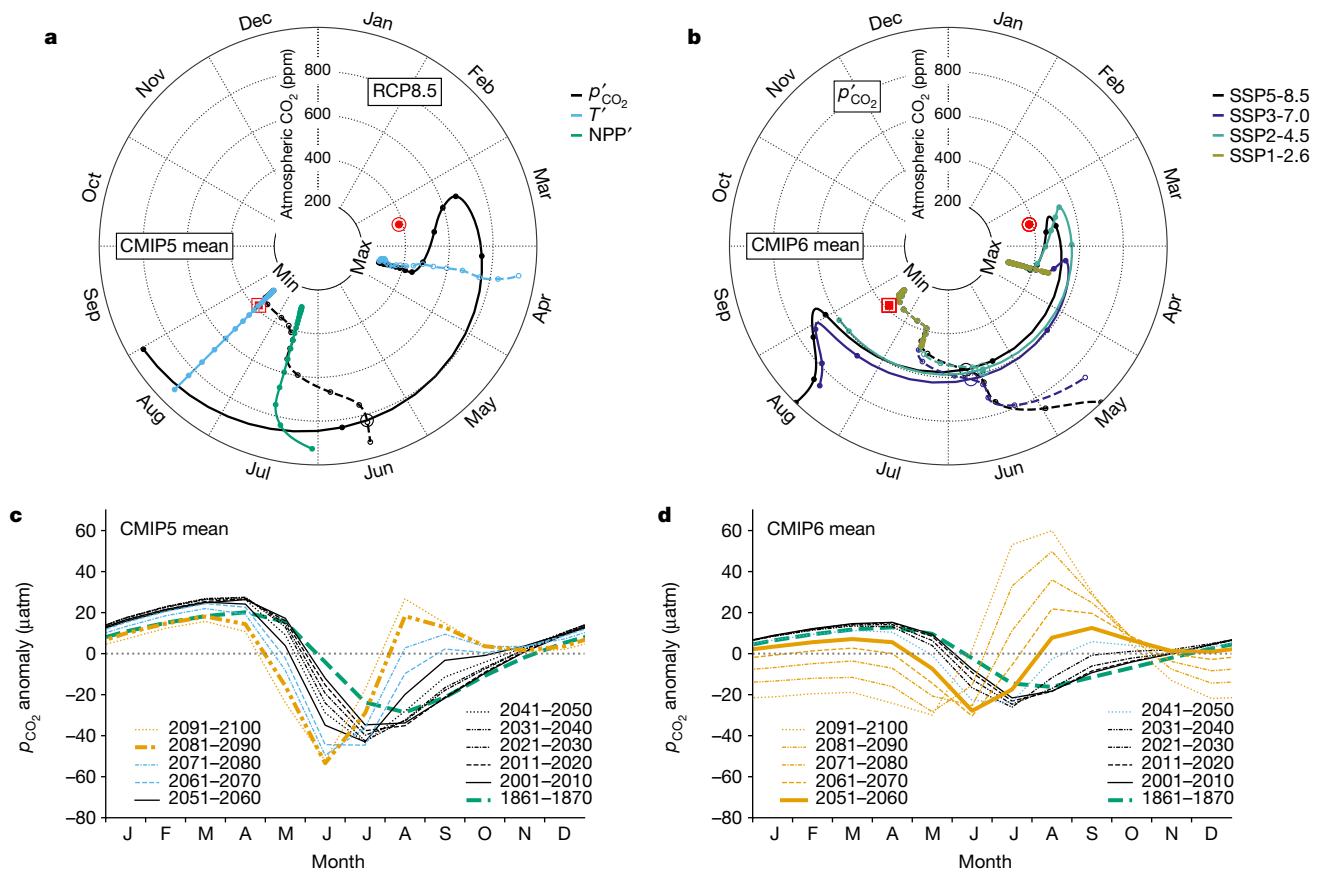 a
Dec
Jan
Nov
Feb
Oct
Mar
Sep
Apr
Aug
May
Jul
Jun
Atmospheric CO2 (ppm)
800
600
400
200
RCP8.5
CMIP5 mean
Max
Min
p′CO2
T′
NPP′
b
Dec
Jan
Nov
Feb
Oct
Mar
Sep
Apr
Aug
May
Jul
Jun
Atmospheric CO2 (ppm)
800
600
400
200
p′CO2
CMIP6 mean
Max
Min
SSP5-8.5
SSP3-7.0
SSP2-4.5
SSP1-2.6
c
CMIP5 mean
pCO2 anomaly (µatm)
60
40
20
0
−20
−40
−60
−80
2091–2100
2081–2090
2071–2080
2061–2070
2051–2060
2041–2050
2031–2040
2021–2030
2011–2020
2001–2010
1861–1870
J F M A M J J A S O N D
Month
d
CMIP6 mean
pCO2 anomaly (µatm)
60
40
20
0
−20
−40
−60
−80
2091–2100
2081–2090
2071–2080
2061–2070
2051–2060
2041–2050
2031–2040
2021–2030
2011–2020
2001–2010
1861–1870
J F M A M J J A S O N D
Month